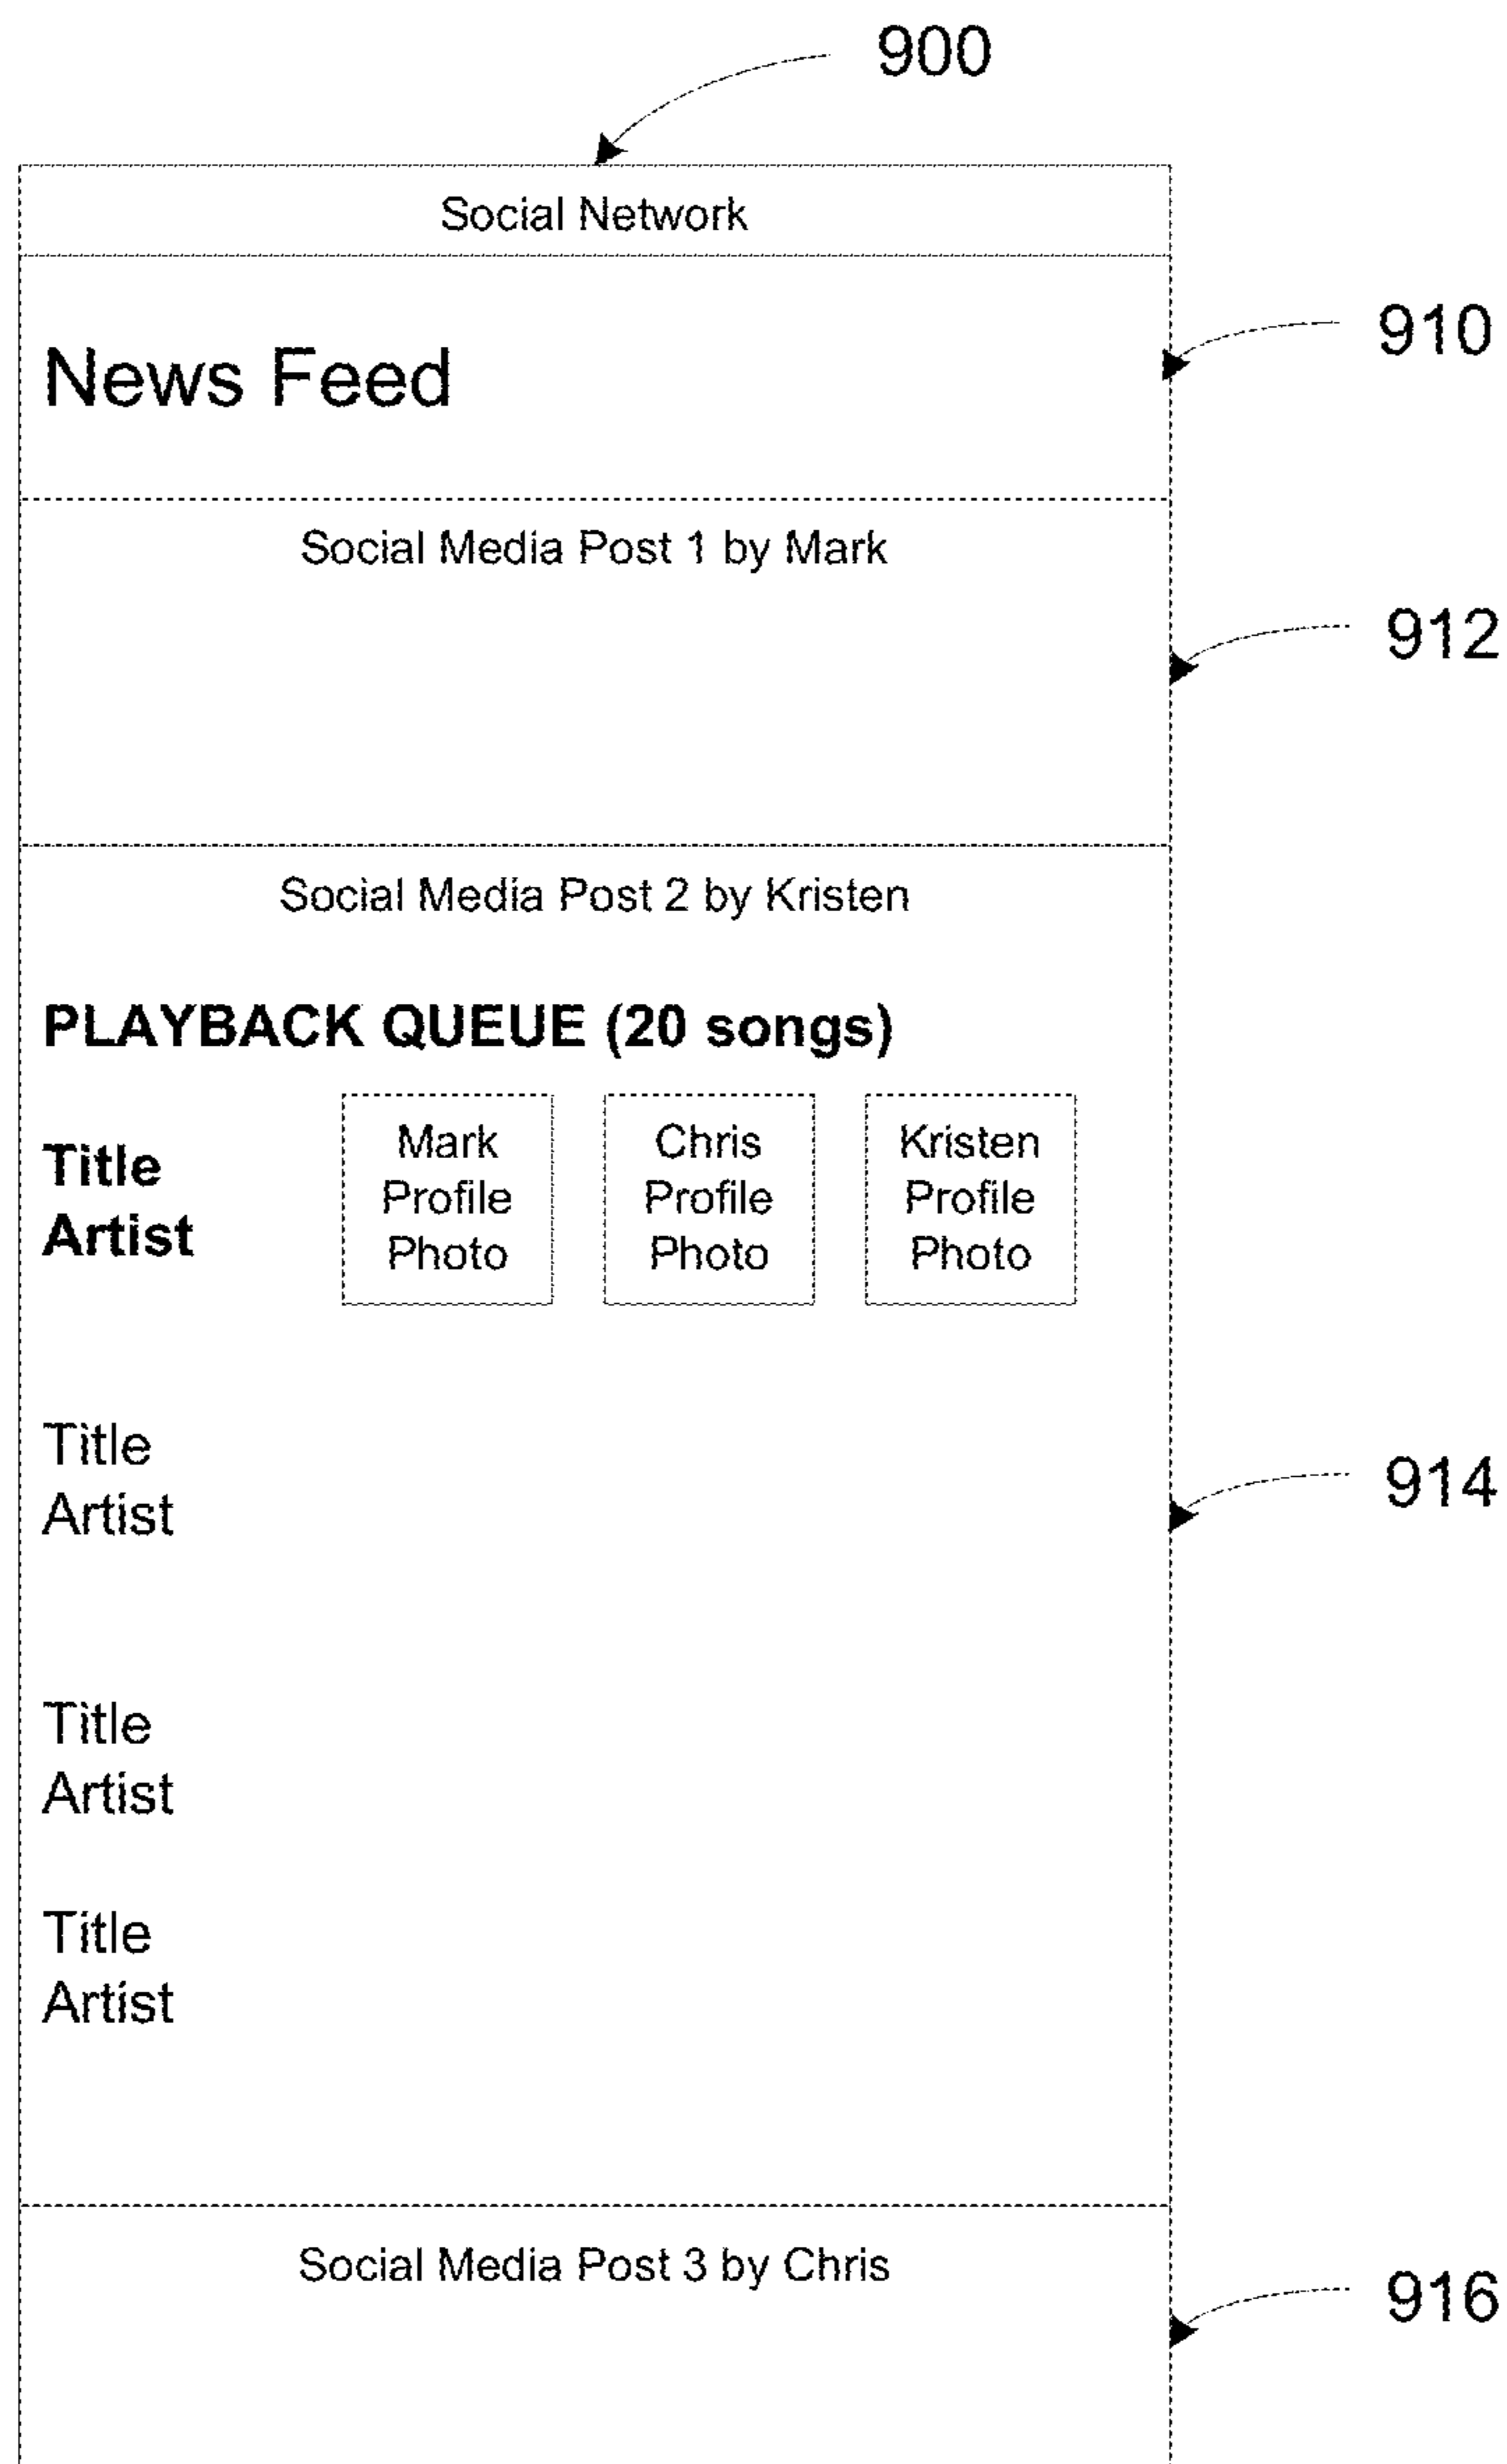 900
Social Network
News Feed
910
Social Media Post 1 by Mark
912
Social Media Post 2 by Kristen
PLAYBACK QUEUE (20 songs)
Title
Artist
Mark
Profile
Photo
Chris
Profile
Photo
Kristen
Profile
Photo
Title
Artist
914
Title
Artist
Title
Artist
Social Media Post 3 by Chris
916